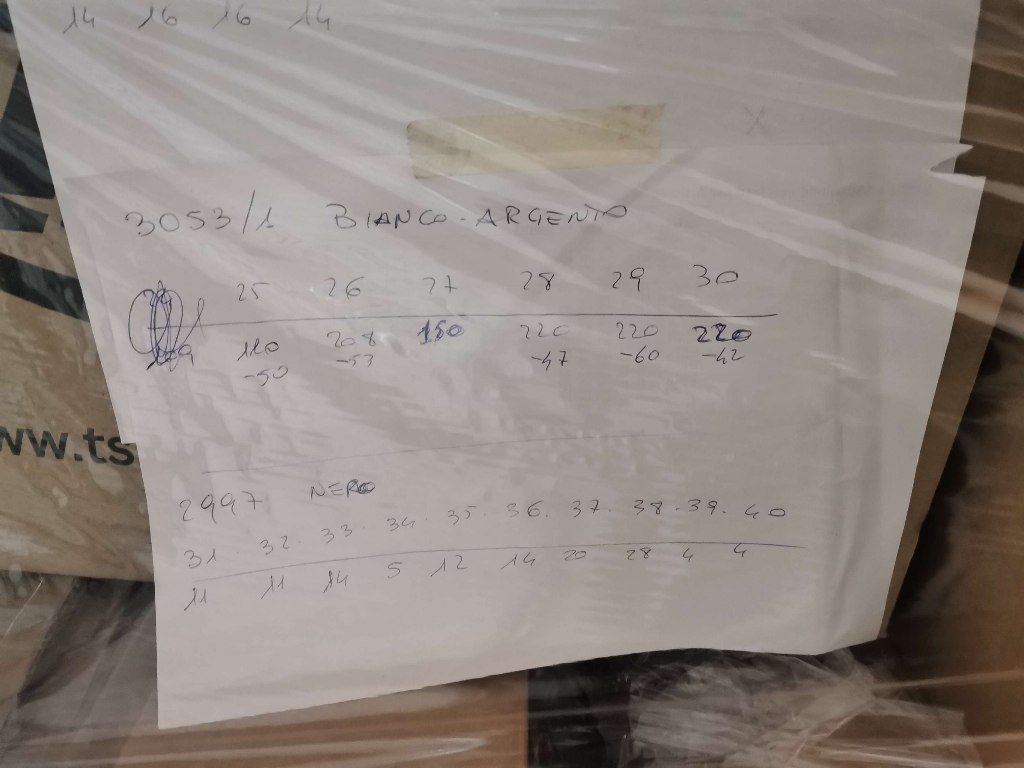 14 16 16 14
X
3053/1 BIANCO-ARGENTO
25 26 27 28 29 30
110 208 150 220 220 220
-50 -53 -47 -60 -42
ww.ts
2997 NERO
31. 32. 33. 34. 35. 36. 37. 38. 39. 40
11 11 14 5 12 14 20 28 4 4